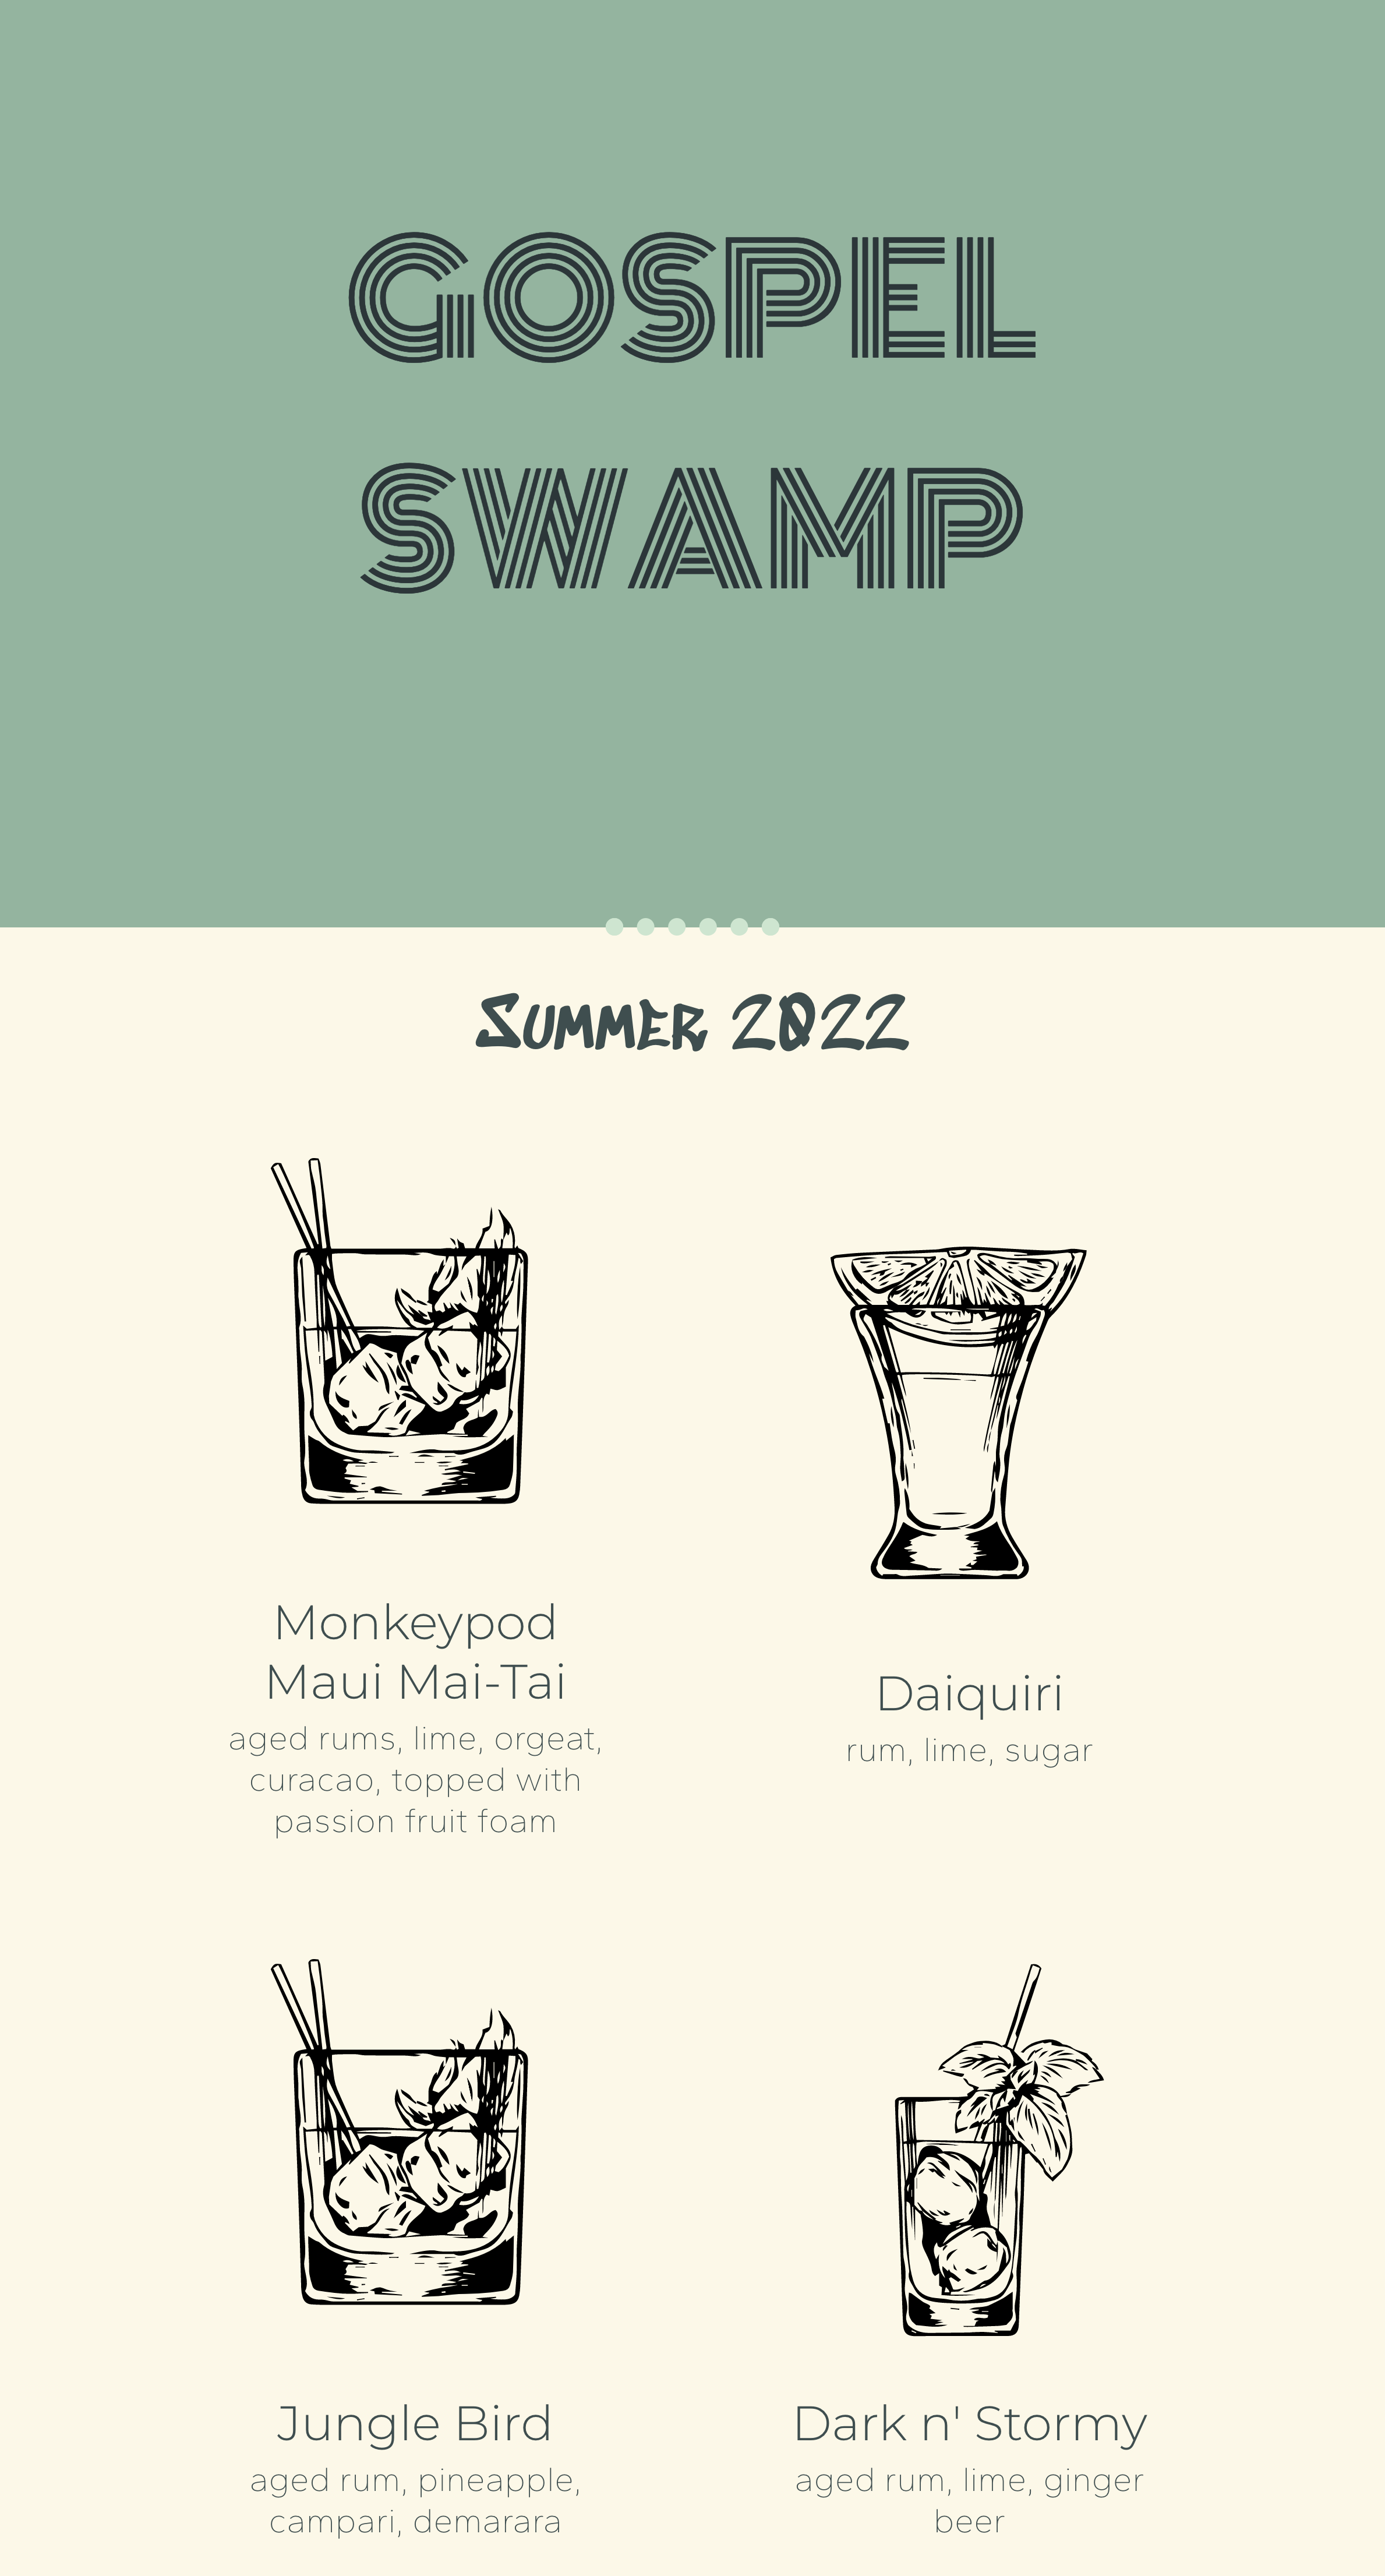 GOSPEL
SWAMP
Summer 2022
Monkeypod
Maui Mai-Tai
aged rums, lime, orgeat,
curacao, topped with
passion fruit foam
Daiquiri
rum, lime, sugar
Jungle Bird
aged rum, pineapple,
campari, demarara
Dark n' Stormy
aged rum, lime, ginger
beer